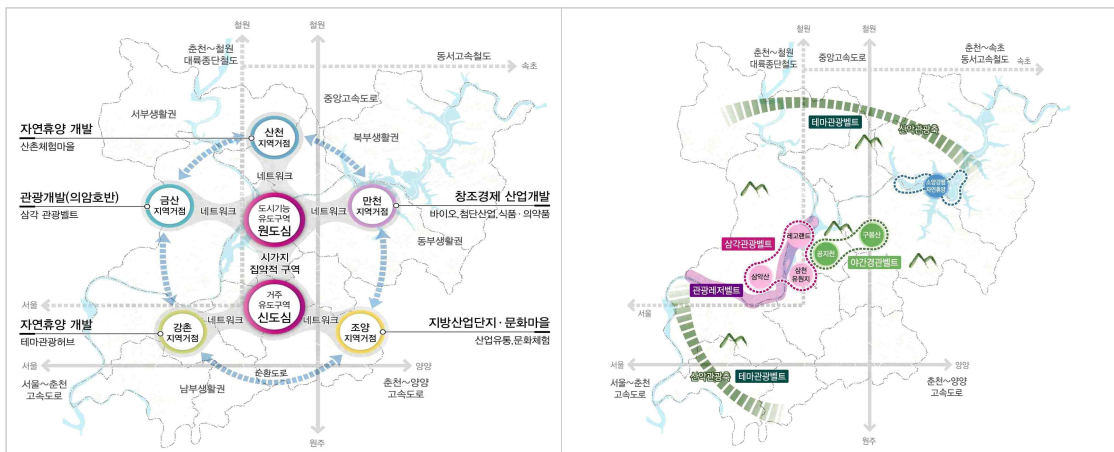 철원
철원
춘천~철원
대륙종단철도
동서고속철도
속초
중앙고속도로
서부생활권
북부생활권
자연휴양 개발
산촌체험마을
산천
지역거점
네트워크
관광개발(의암호반)
삼각 관광벨트
금산
지역거점
네트워크
도시기능
유도구역
원도심
네트워크
만천
지역거점
창조경제 산업개발
바이오, 첨단산업, 식품·의약품
동부생활권
시가지
집약적 구역
서울
거주
유도구역
신도심
자연휴양 개발
테마관광허브
강촌
지역거점
네트워크
네트워크
조양
지역거점
지방산업단지·문화마을
산업유통,문화체험
서울
순환도로
양양
서울~춘천
고속도로
남부생활권
춘천~양양
고속도로
원주
철원
철원
춘천~철원
대륙종단철도
중앙고속도로
춘천~속초
동서고속철도
속초
테마관광벨트
산악관광축
소양강댐
자연휴양
삼각관광벨트
레고랜드
구봉산
공지천
야간경관벨트
삼악산
삼천
유원지
관광레저벨트
서울
서울
양양
서울~춘천
고속도로
산악관광축
테마관광벨트
춘천~양양
고속도로
원주